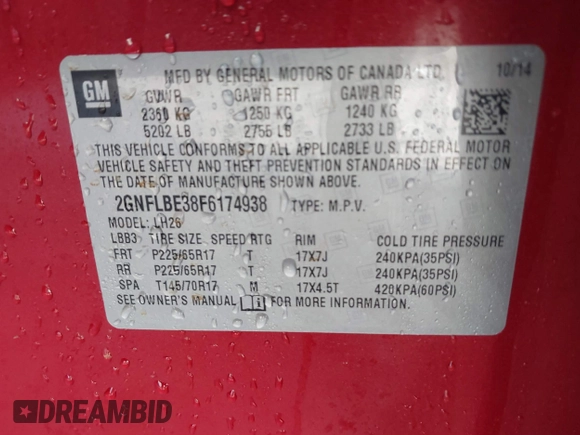 GM
MFD BY GENERAL MOTORS OF CANADA LTD. 10/14
GVWR GAWR FRT GAWR RR
2360 KG 1250 KG 1240 KG
5202 LB 2755 LB 2733 LB
THIS VEHICLE CONFORMS TO ALL APPLICABLE U.S. FEDERAL MOTOR
VEHICLE SAFETY AND THEFT PREVENTION STANDARDS IN EFFECT ON
THE DATE OF MANUFACTURE SHOWN ABOVE.
2GNFLBE38F6174938 TYPE: M.P.V.
MODEL: LH26
LBB3 TIRE SIZE SPEED RTG RIM COLD TIRE PRESSURE
FRT P225/65R17 T 17X7J 240KPA(35PSI)
RR P225/65R17 T 17X7J 240KPA(35PSI)
SPA T145/70R17 M 17X4.5T 420KPA(60PSI)
SEE OWNER'S MANUAL FOR MORE INFORMATION.
DREAMBID